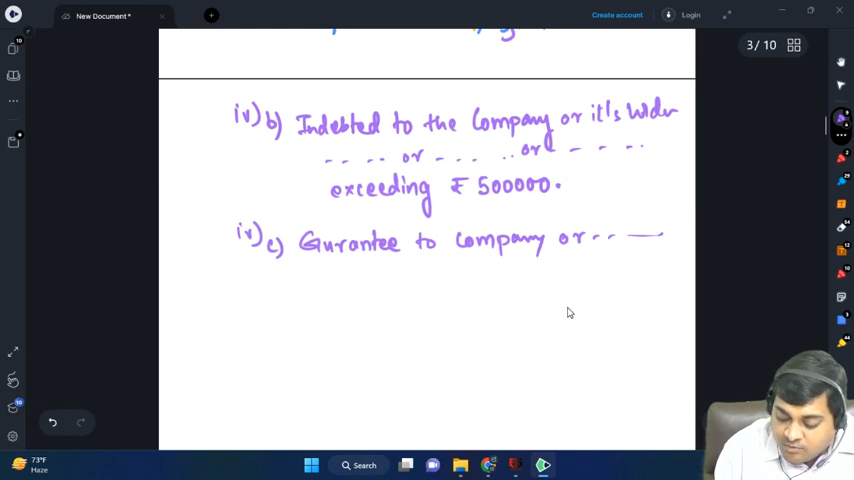 New Document*
Create account
Login
3/10
iv) b) Indebted to the Company or it's
---- or ---- or ----
exceeding ₹ 500000.
iv) c) Gurantee to company or -- —
73°F
Haze
Search